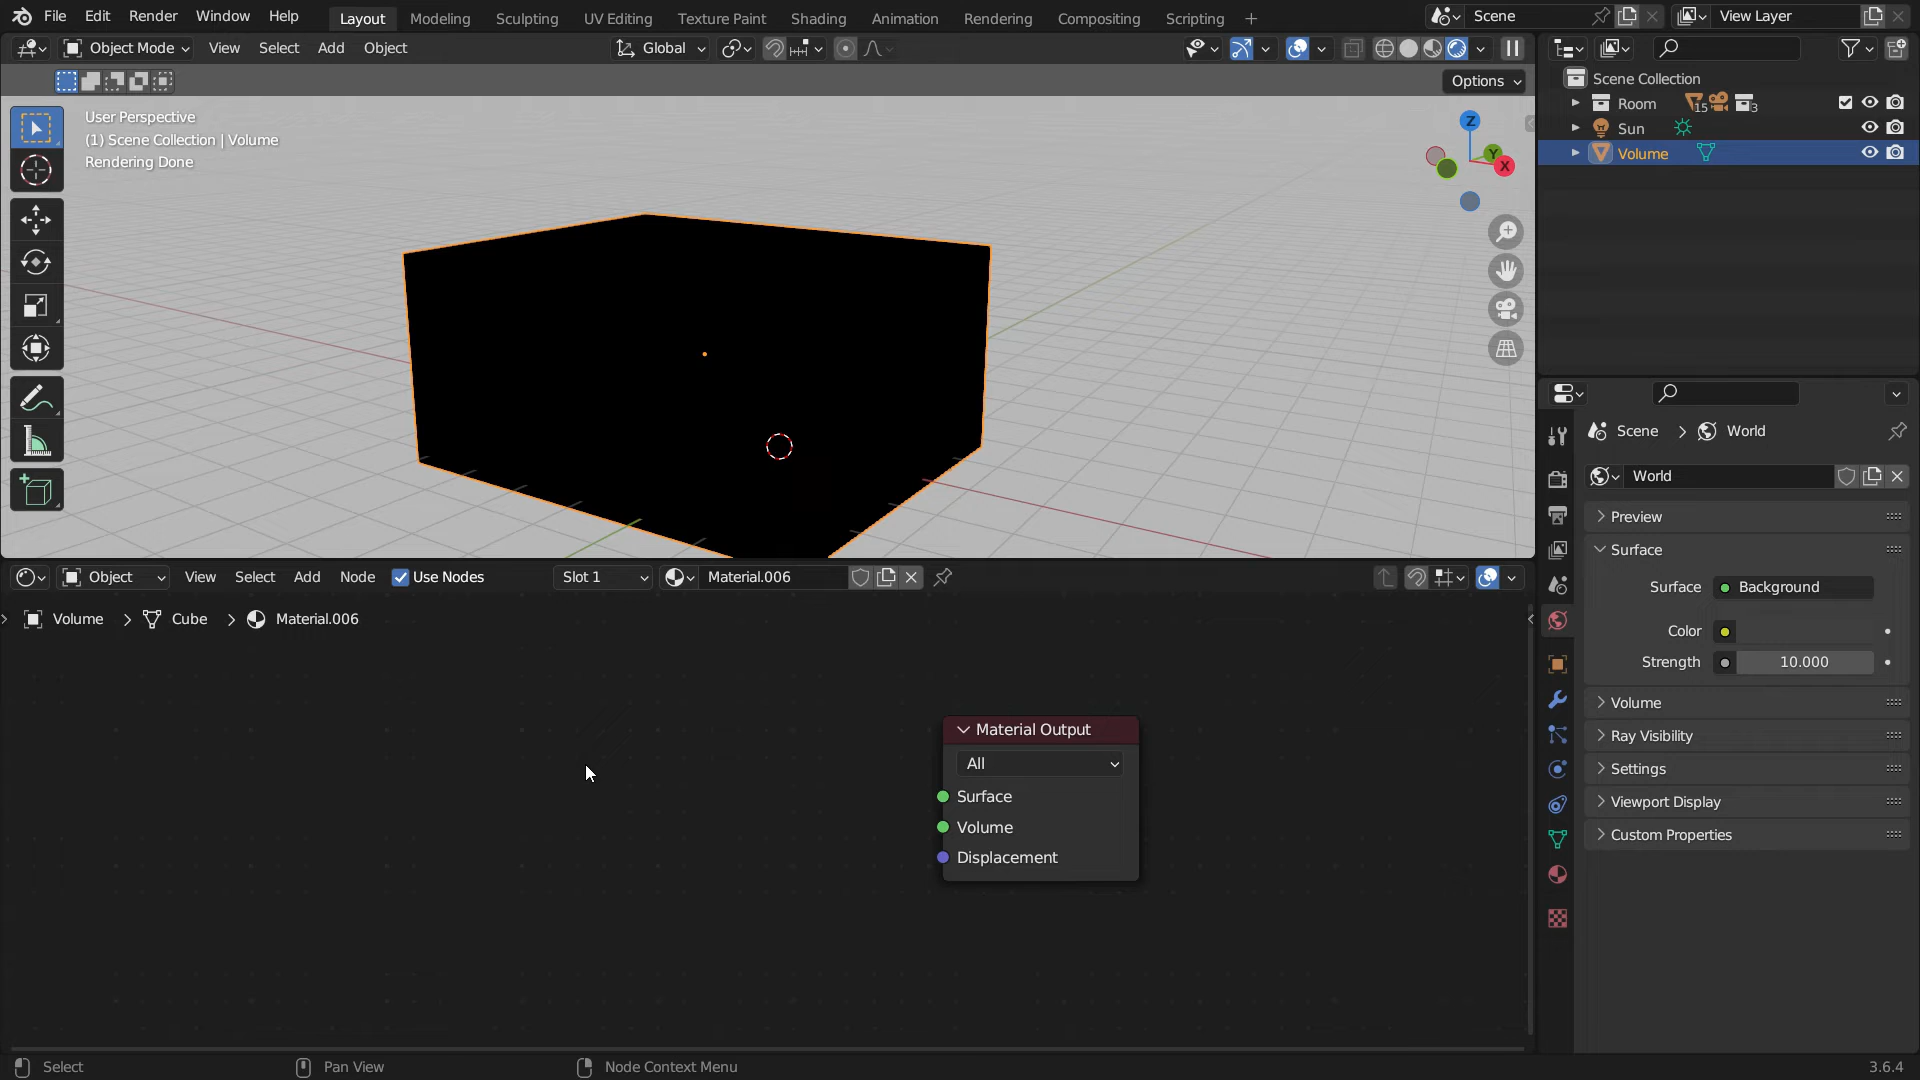 File Edit Render Window Help Layout Modeling Sculpting UV Editing Texture Paint Shading Animation Rendering Compositing Scripting + Scene View Layer
Object Mode View Select Add Object Global
Options
User Perspective
(1) Scene Collection | Volume
Rendering Done
Z
Y
X
Scene Collection
Room 15 3
Sun
Volume
Scene > World
World
Preview
Surface
Surface Background
Color
Strength 10.000
Volume
Ray Visibility
Settings
Viewport Display
Custom Properties
Object View Select Add Node Use Nodes Slot 1 Material.006
Volume > Cube > Material.006
Material Output
All
Surface
Volume
Displacement
Select Pan View Node Context Menu 3.6.4